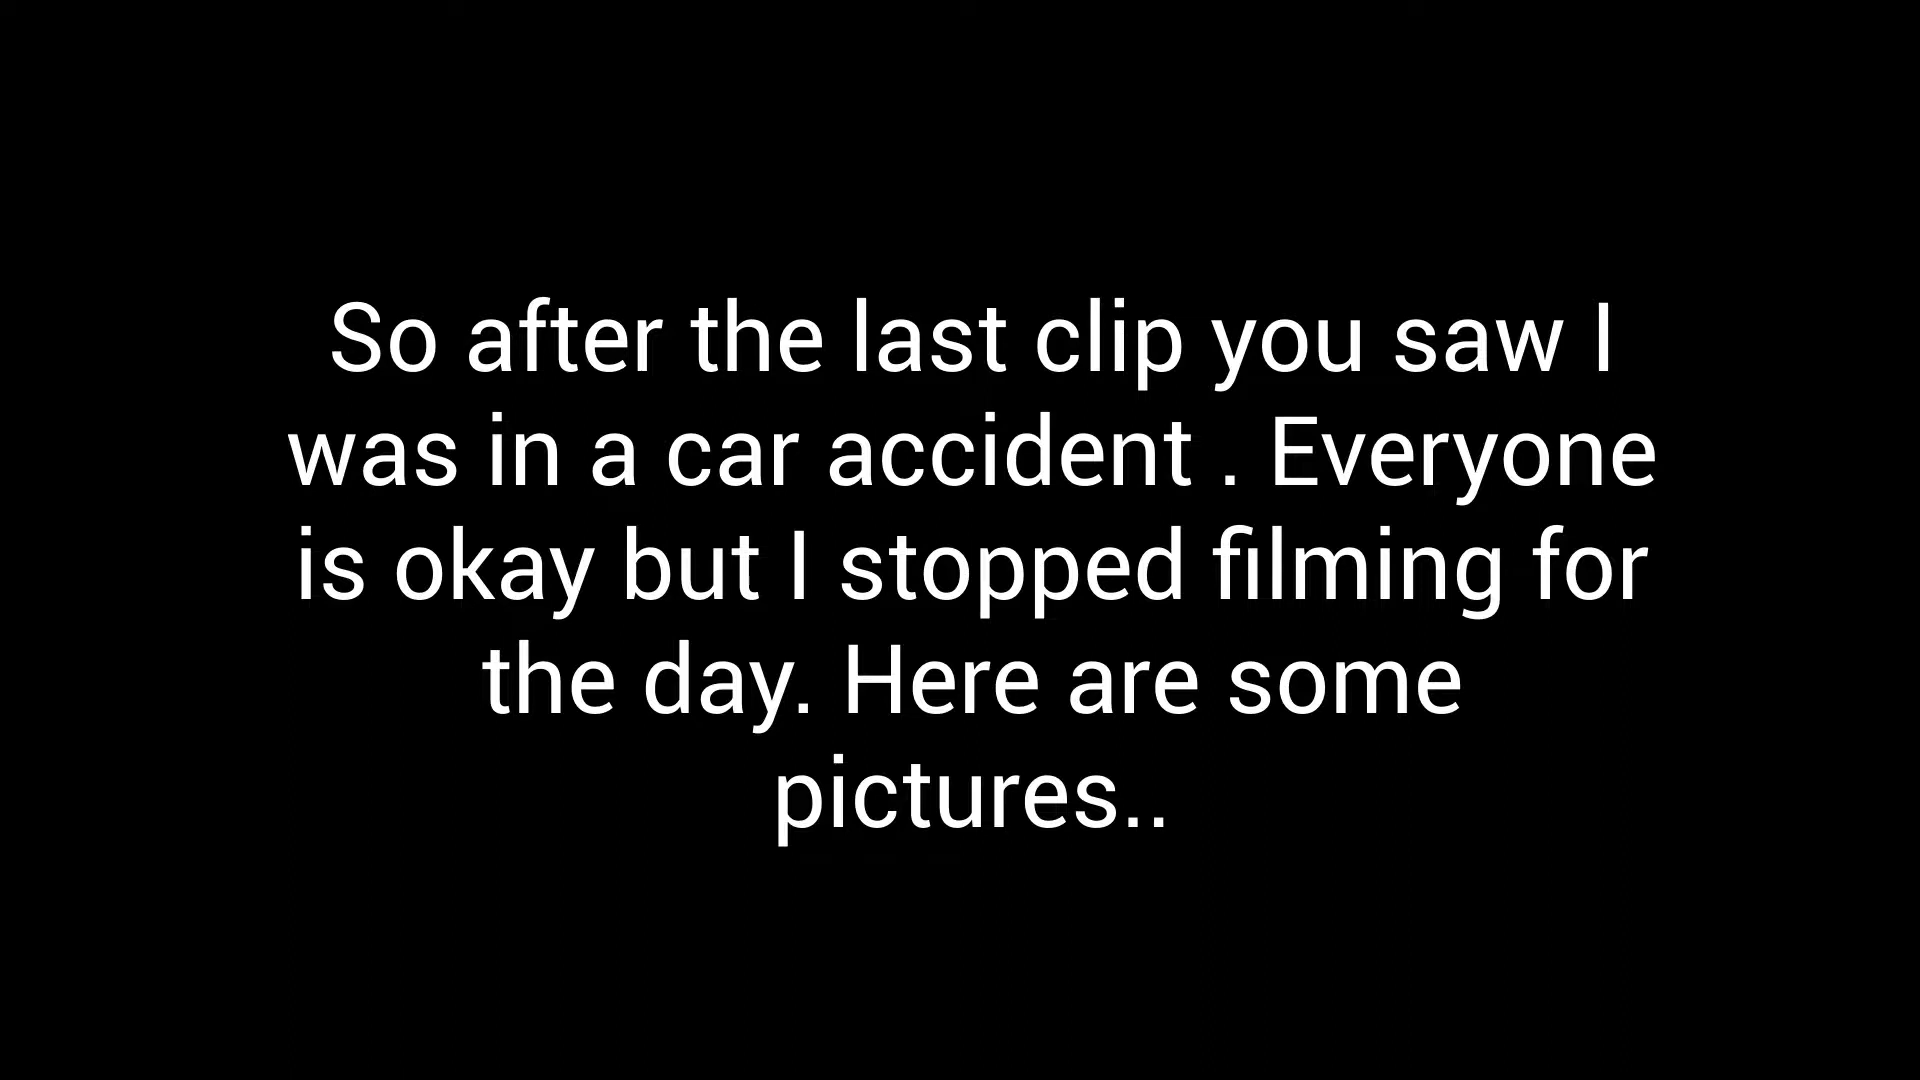 So after the last clip you saw I
was in a car accident . Everyone
is okay but I stopped filming for
the day. Here are some
pictures..